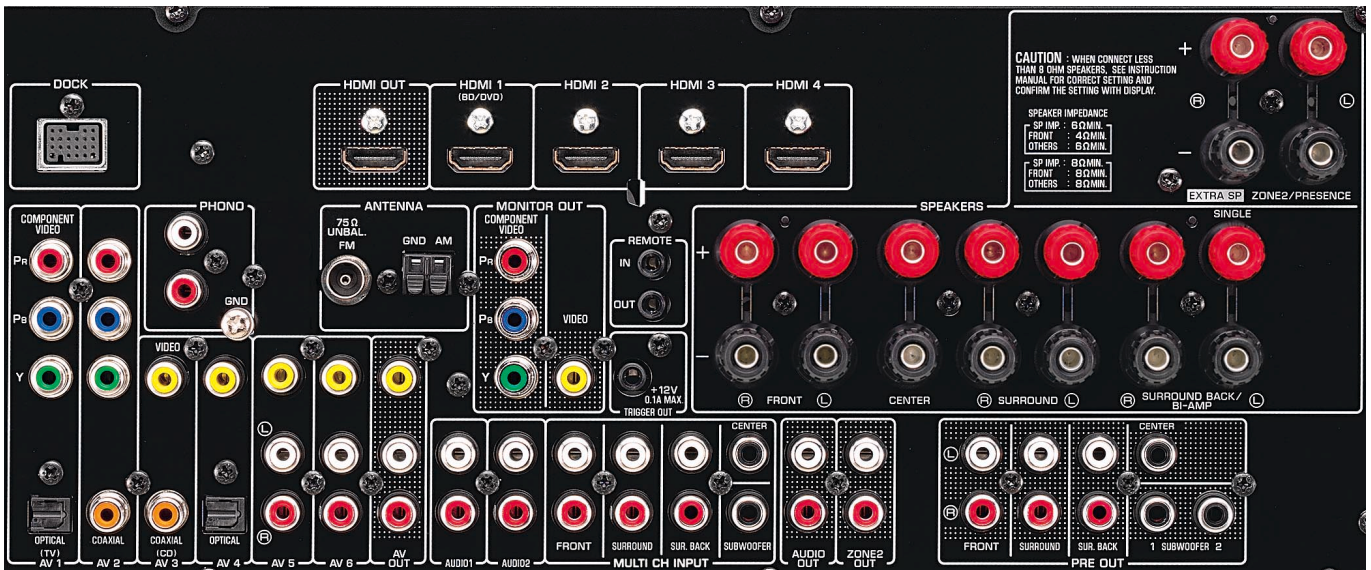 DOCK
HDMI OUT
HDMI 1
(BD/DVD)
HDMI 2
HDMI 3
HDMI 4
CAUTION : WHEN CONNECT LESS
THAN 8 OHM SPEAKERS, SEE INSTRUCTION
MANUAL FOR CORRECT SETTING AND
CONFIRM THE SETTING WITH DISPLAY.
SPEAKER IMPEDANCE
SP IMP. : 6ΩMIN.
FRONT : 4ΩMIN.
OTHERS : 6ΩMIN.
SP IMP. : 8ΩMIN.
FRONT : 8ΩMIN.
OTHERS : 8ΩMIN.
+
R L
-
EXTRA SP ZONE2/PRESENCE
COMPONENT
VIDEO
PR
PB
Y
PHONO
GND
ANTENNA
75Ω
UNBAL.
FM
GND AM
MONITOR OUT
COMPONENT
VIDEO
PR
PB
Y
VIDEO
REMOTE
IN
OUT
+12V
0.1A MAX.
TRIGGER OUT
SPEAKERS
SINGLE
+
-
R FRONT L
CENTER
R SURROUND L
R SURROUND BACK/
BI-AMP L
VIDEO
L
R
OPTICAL
(TV)
AV 1
COAXIAL
AV 2
COAXIAL
(CD)
AV 3
OPTICAL
AV 4
AV 5
AV 6
AV
OUT
AUDIO1
AUDIO2
CENTER
FRONT
SURROUND
SUR. BACK
SUBWOOFER
MULTI CH INPUT
AUDIO
OUT
ZONE2
OUT
L
R
CENTER
FRONT
SURROUND
SUR. BACK
1 SUBWOOFER 2
PRE OUT